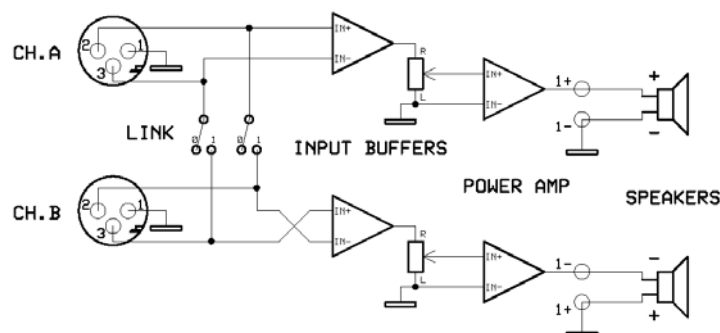 CH.A
2 1
3
LINK
0 1 0 1
IN+
IN-
R
L
INPUT BUFFERS
IN+
IN-
POWER AMP
1+
1-
+
-
SPEAKERS
CH.B
2 1
3
IN+
IN-
R
L
IN+
IN-
1-
1+
-
+